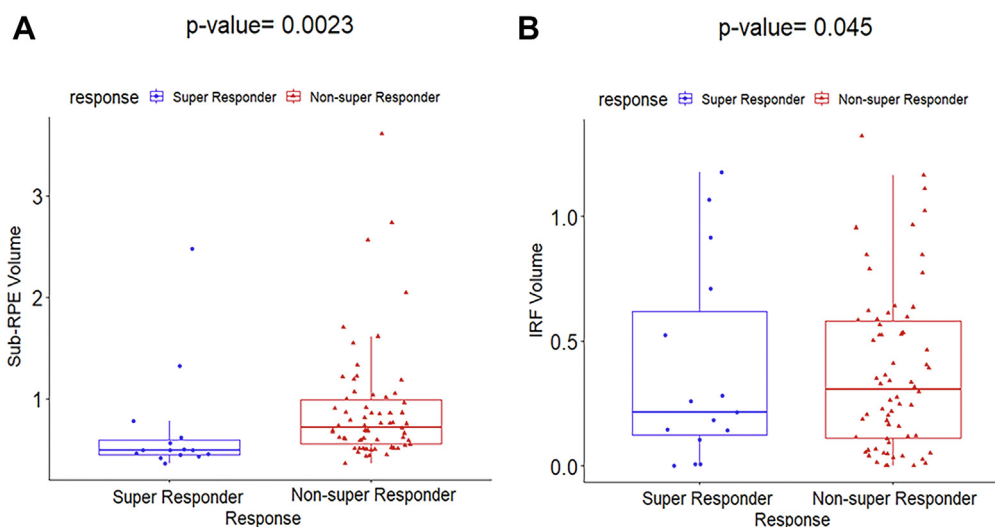 A
p-value= 0.0023
response Super Responder Non-super Responder
Sub-RPE Volume
3
2
1
Super Responder Non-super Responder
Response
B
p-value= 0.045
response Super Responder Non-super Responder
IRF Volume
1.0
0.5
0.0
Super Responder Non-super Responder
Response